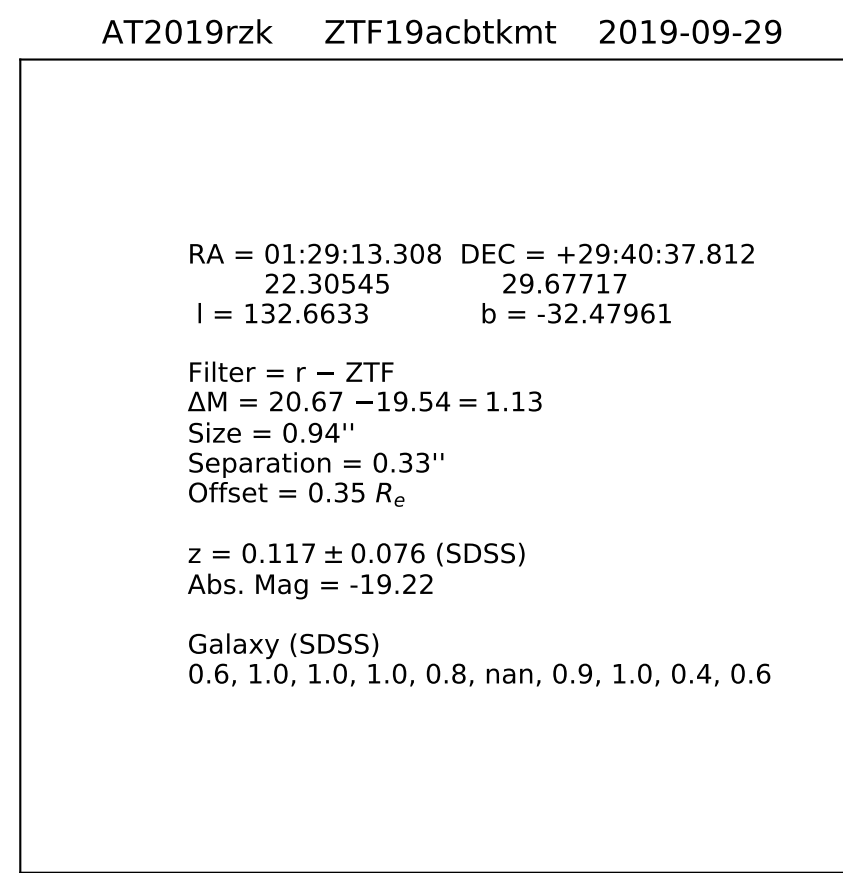 AT2019rzk ZTF19acbtkmt 2019-09-29
RA = 01:29:13.308 DEC = +29:40:37.812
22.30545 29.67717
l = 132.6633 b = -32.47961
Filter = r − ZTF
ΔM = 20.67 −19.54 = 1.13
Size = 0.94''
Separation = 0.33''
Offset = 0.35 Re
z = 0.117 ± 0.076 (SDSS)
Abs. Mag = -19.22
Galaxy (SDSS)
0.6, 1.0, 1.0, 1.0, 0.8, nan, 0.9, 1.0, 0.4, 0.6